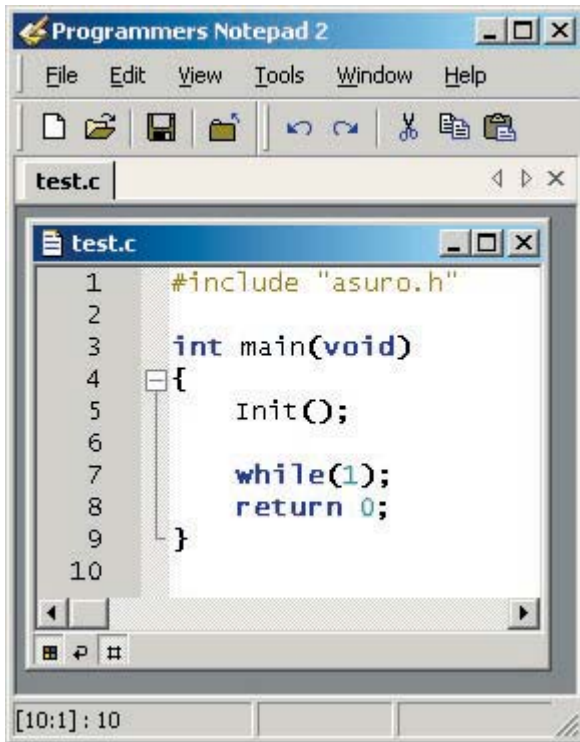 Programmers Notepad 2
File Edit View Tools Window Help
test.c
test.c
1 #include "asuro.h"
2
3 int main(void)
4 {
5 Init();
6
7 while(1);
8 return 0;
9 }
10
[10:1] : 10